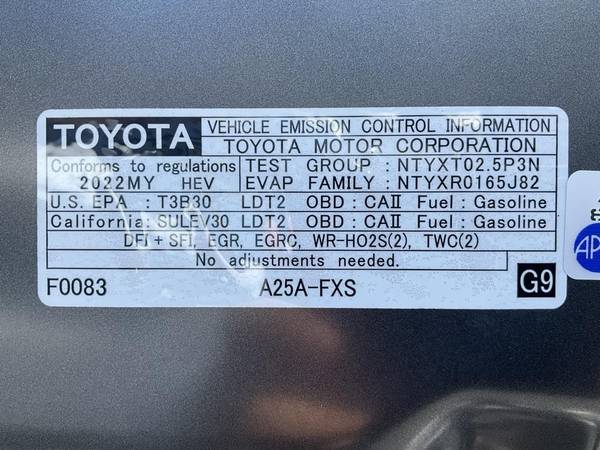 TOYOTA VEHICLE EMISSION CONTROL INFORMATION
TOYOTA MOTOR CORPORATION
Conforms to regulations TEST GROUP : NTYXT02.5P3N
2022MY HEV EVAP FAMILY : NTYXR0165J82
U.S. EPA : T3B30 LDT2 OBD : CAII Fuel : Gasoline
California: SULEV30 LDT2 OBD : CAII Fuel : Gasoline
DFI + SFI, EGR, EGRC, WR-HO2S(2), TWC(2)
No adjustments needed.
F0083 A25A-FXS G9
AP